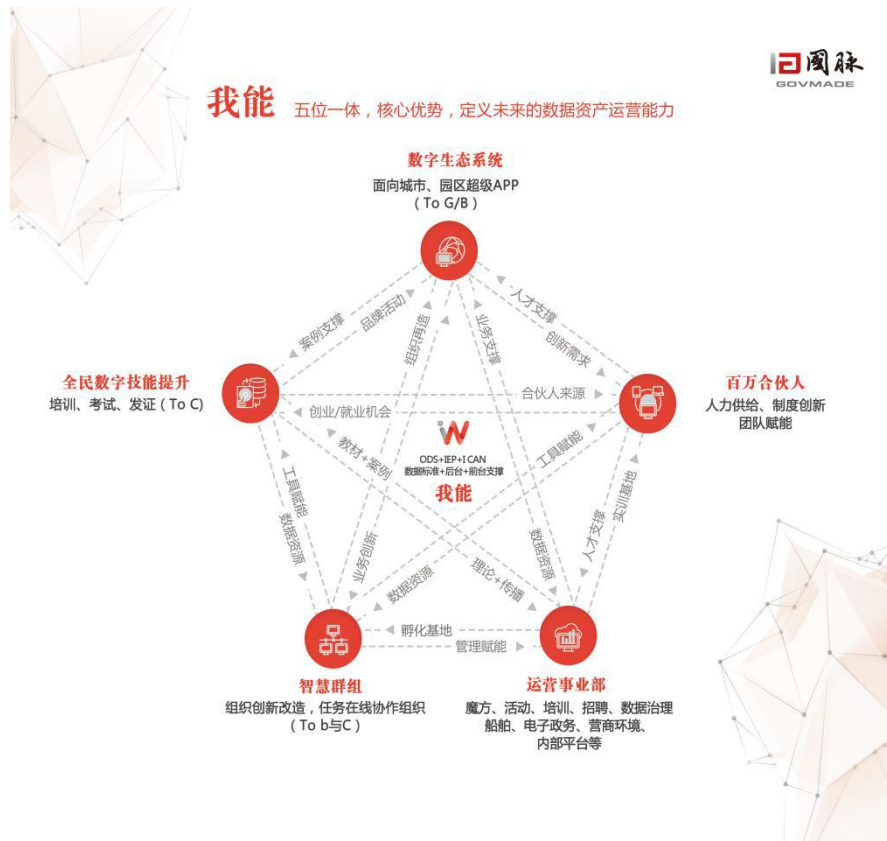 國脉
GOVMADE
我能 五位一体，核心优势，定义未来的数据资产运营能力
数字生态系统
面向城市、园区超级APP
（To G/B）
案例支撑
品牌活动
组织再造
业务支撑
人才支撑
创新需求
全民数字技能提升
培训、考试、发证（To C）
百万合伙人
人力供给、制度创新
团队赋能
合伙人来源
创业/就业机会
ODS+IEP+I CAN
数据标准+后台+前台支撑
我能
教材+案例
工具赋能
工具赋能
数据资源
业务创新
数据资源
理论+传播
数据资源
人才支撑
实训基地
孵化基地
管理赋能
智慧群组
组织创新改造，任务在线协作组织
（To b与C）
运营事业部
魔方、活动、培训、招聘、数据治理
船舶、电子政务、营商环境、
内部平台等